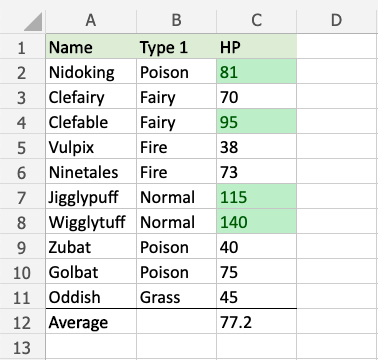 A B C D
1 Name Type 1 HP
2 Nidoking Poison 81
3 Clefairy Fairy 70
4 Clefable Fairy 95
5 Vulpix Fire 38
6 Ninetales Fire 73
7 Jigglypuff Normal 115
8 Wigglytuff Normal 140
9 Zubat Poison 40
10 Golbat Poison 75
11 Oddish Grass 45
12 Average 77.2
13